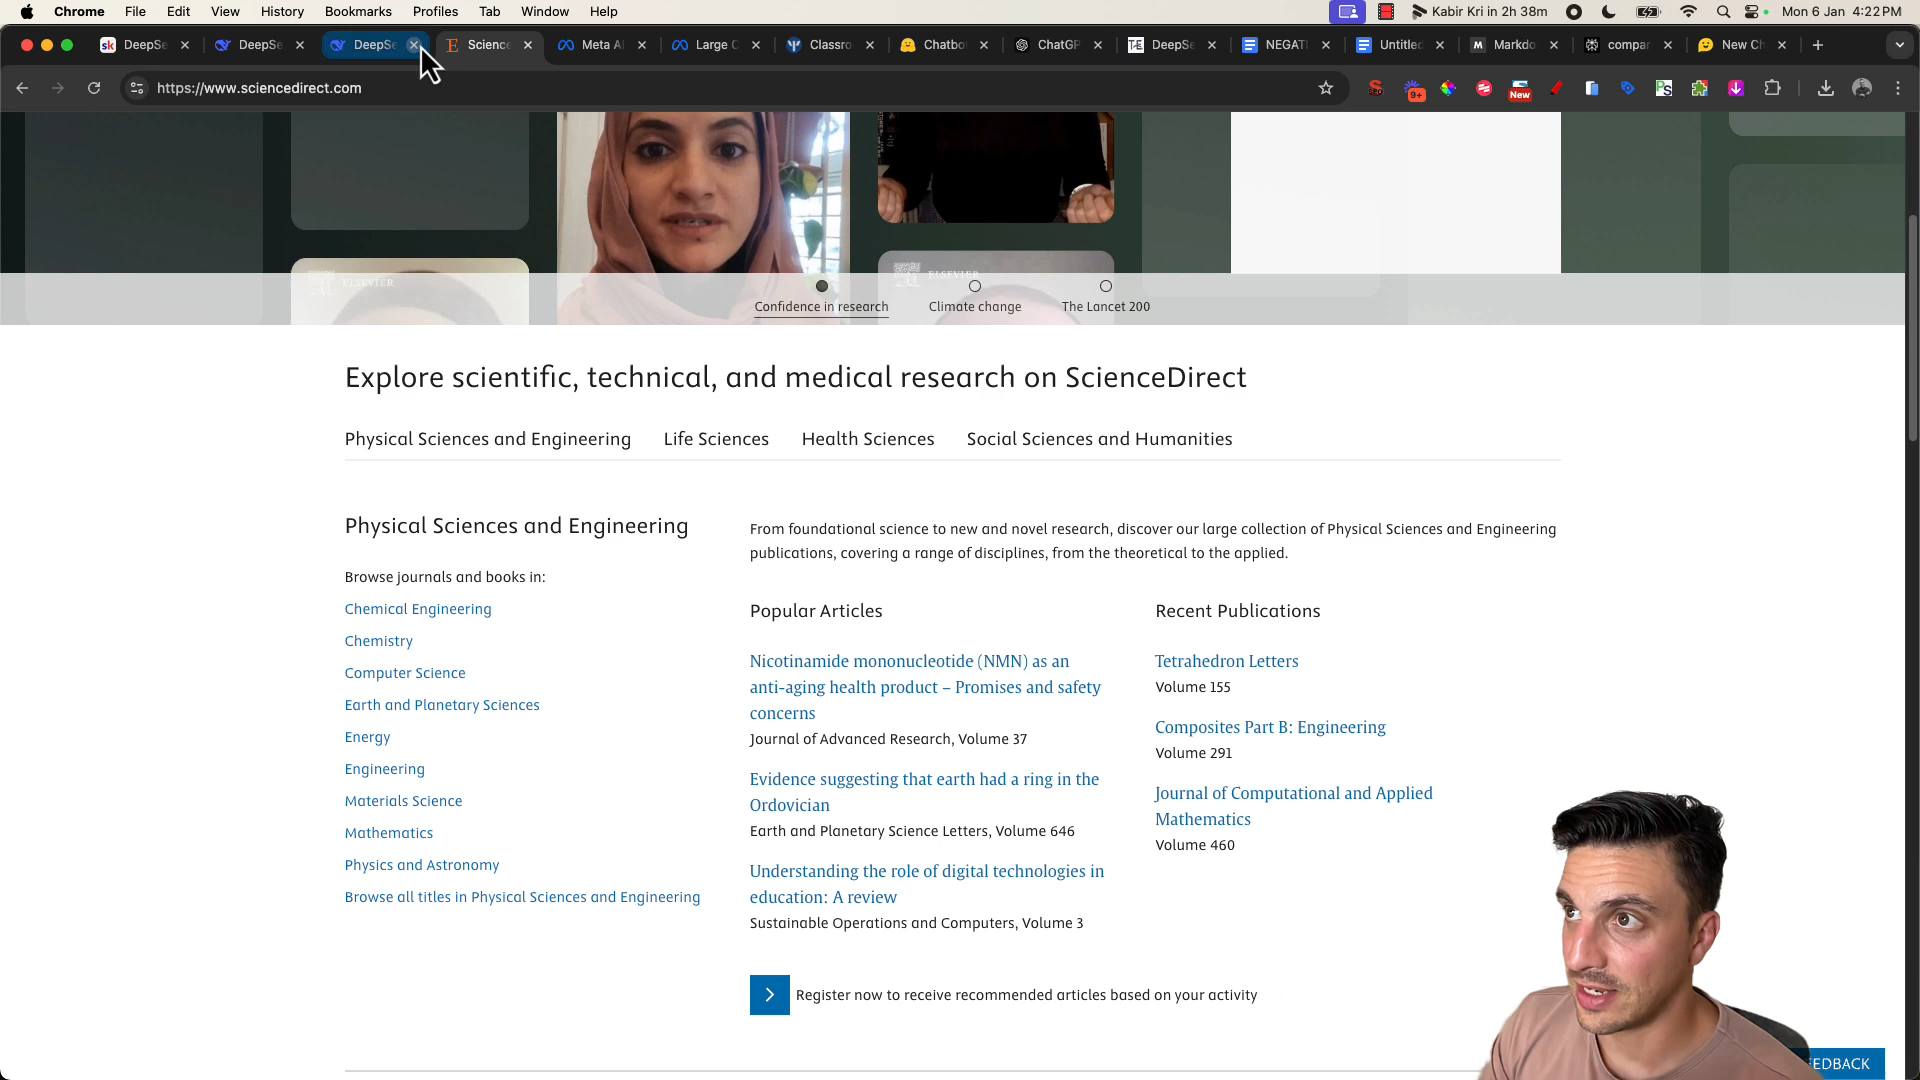 Chrome File Edit View History Bookmarks Profiles Tab Window Help Kabir Kri in 2h 38m Mon 6 Jan 4:22 PM
DeepSe DeepSe DeepSe Science Meta AI Large C Classro Chatbo ChatGP DeepSe NEGATI Untitled Markdo compar New Ch
https://www.sciencedirect.com 9+ New
ELSEVIER ELSEVIER
Confidence in research Climate change The Lancet 200
Explore scientific, technical, and medical research on ScienceDirect
Physical Sciences and Engineering Life Sciences Health Sciences Social Sciences and Humanities
Physical Sciences and Engineering
Browse journals and books in:
Chemical Engineering
Chemistry
Computer Science
Earth and Planetary Sciences
Energy
Engineering
Materials Science
Mathematics
Physics and Astronomy
Browse all titles in Physical Sciences and Engineering
From foundational science to new and novel research, discover our large collection of Physical Sciences and Engineering
publications, covering a range of disciplines, from the theoretical to the applied.
Popular Articles
Nicotinamide mononucleotide (NMN) as an
anti-aging health product – Promises and safety
concerns
Journal of Advanced Research, Volume 37
Evidence suggesting that earth had a ring in the
Ordovician
Earth and Planetary Science Letters, Volume 646
Understanding the role of digital technologies in
education: A review
Sustainable Operations and Computers, Volume 3
Recent Publications
Tetrahedron Letters
Volume 155
Composites Part B: Engineering
Volume 291
Journal of Computational and Applied
Mathematics
Volume 460
Register now to receive recommended articles based on your activity
EDBACK